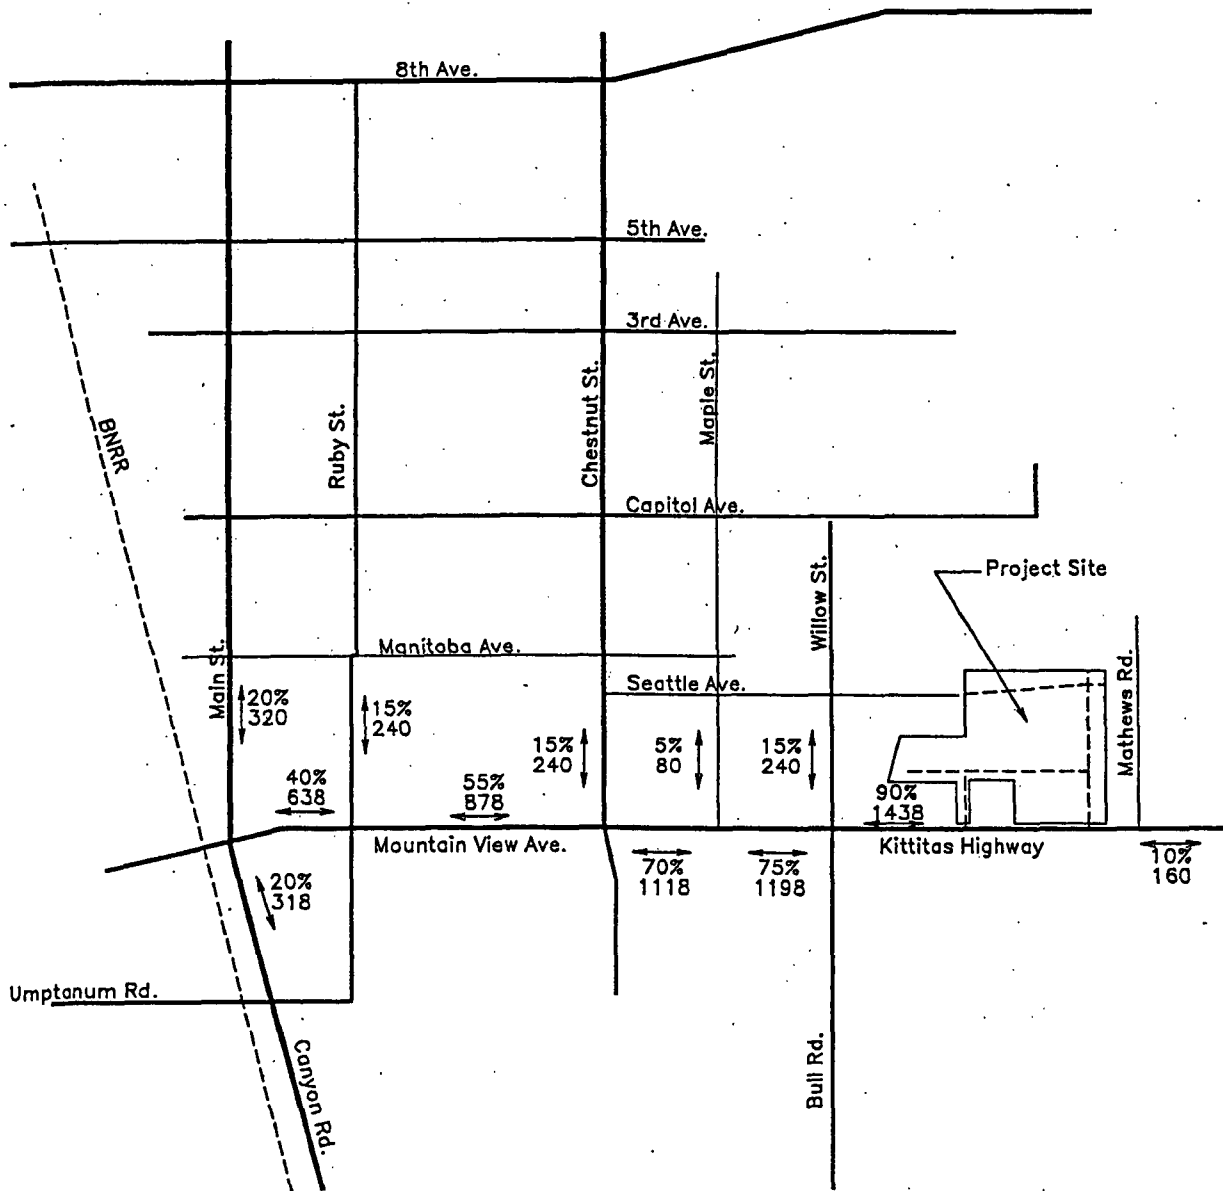 8th Ave.
5th Ave.
3rd Ave.
Chestnut St.
Maple St.
Ruby St.
BNRR
Capitol Ave.
Willow St.
Project Site
Manitoba Ave.
Main St.
Seattle Ave.
Mathews Rd.
20%
320
15%
240
15%
240
5%
80
15%
240
40%
638
55%
878
90%
1438
Mountain View Ave.
Kittitas Highway
70%
1118
75%
1198
10%
160
20%
318
Umptanum Rd.
Canyon Rd.
Bull Rd.